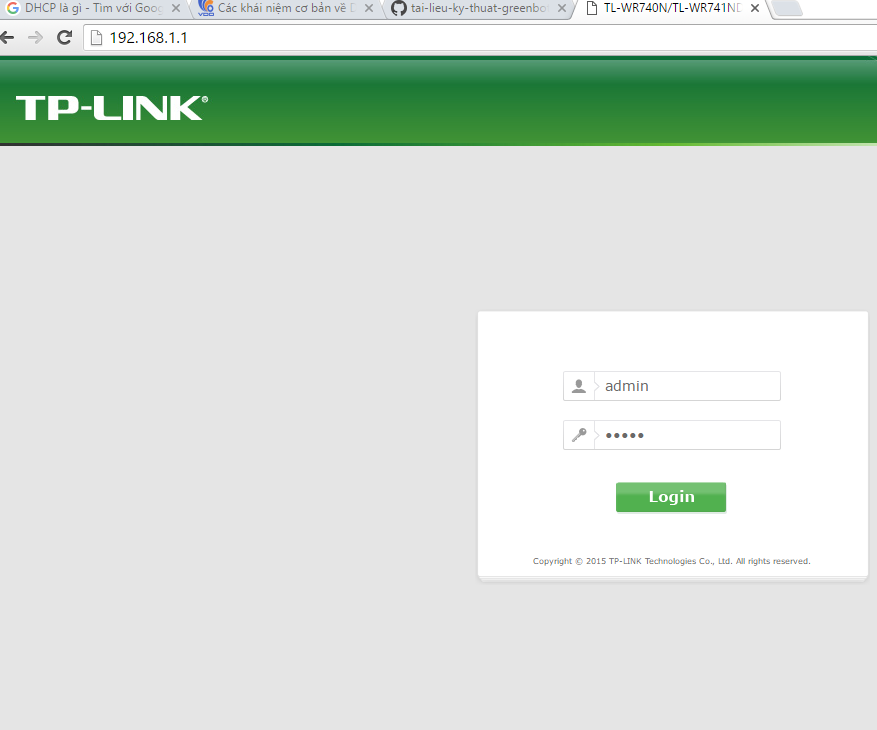 DHCP là gì - Tìm với Goog
Các khái niệm cơ bản về D
tai-lieu-ky-thuat-greenbot
TL-WR740N/TL-WR741ND
192.168.1.1
TP-LINK®
admin
•••••
Login
Copyright © 2015 TP-LINK Technologies Co., Ltd. All rights reserved.